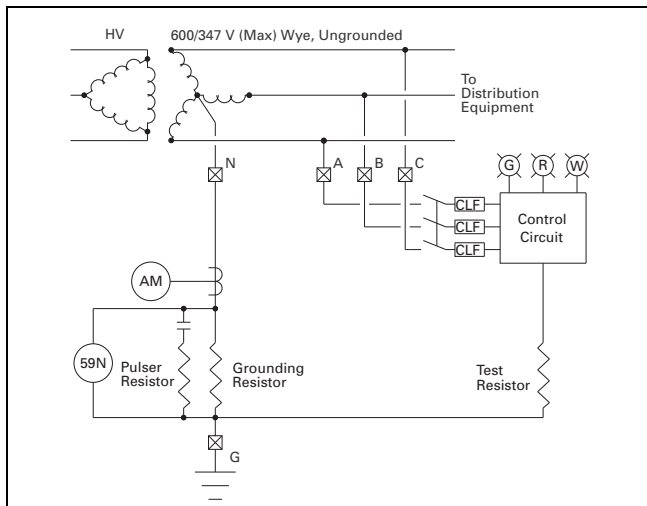 HV
600/347 V (Max) Wye, Ungrounded
To
Distribution
Equipment
N
A
B
C
G
R
W
CLF
CLF
CLF
Control
Circuit
AM
59N
Pulser
Resistor
Grounding
Resistor
Test
Resistor
G